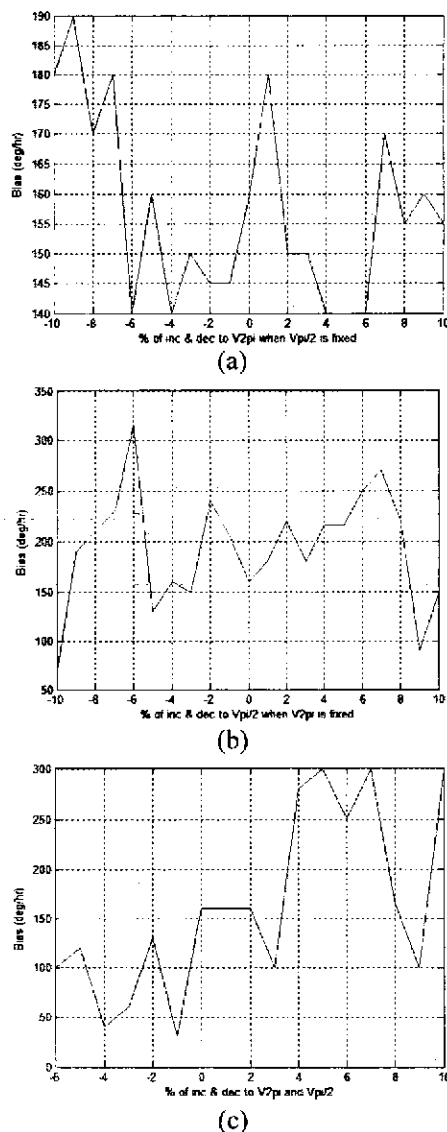 190
185
180
175
170
165
160
155
150
145
140
Bias (deg/hr)
-10 -8 -6 -4 -2 0 2 4 6 8 10
% of inc & dec to V2pi when Vpi/2 is fixed
(a)
350
300
250
200
150
100
50
Bias (deg/hr)
-10 -8 -6 -4 -2 0 2 4 6 8 10
% of inc & dec to Vpi/2 when V2pi is fixed
(b)
300
250
200
150
100
50
0
Bias (deg/hr)
-6 -4 -2 0 2 4 6 8 10
% of inc & dec to V2pi and Vpi/2
(c)